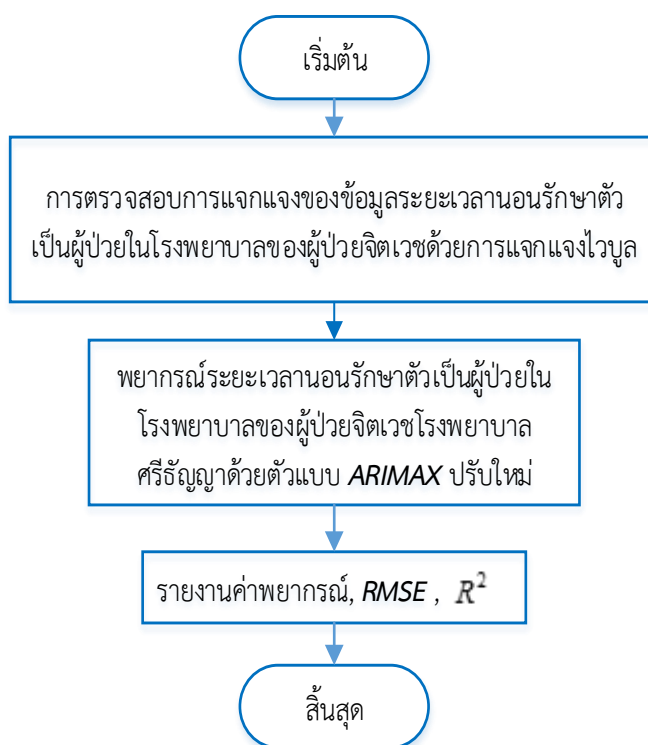 เริ่มต้น
การตรวจสอบการแจกแจงของข้อมูลระยะเวลานอนรักษาตัว
เป็นผู้ป่วยในโรงพยาบาลของผู้ป่วยจิตเวชด้วยการแจกแจงไวบูล
พยากรณ์ระยะเวลานอนรักษาตัวเป็นผู้ป่วยใน
โรงพยาบาลของผู้ป่วยจิตเวชโรงพยาบาล
ศรีธัญญาด้วยตัวแบบ ARIMAX ปรับใหม่
รายงานค่าพยากรณ์, RMSE , R²
สิ้นสุด